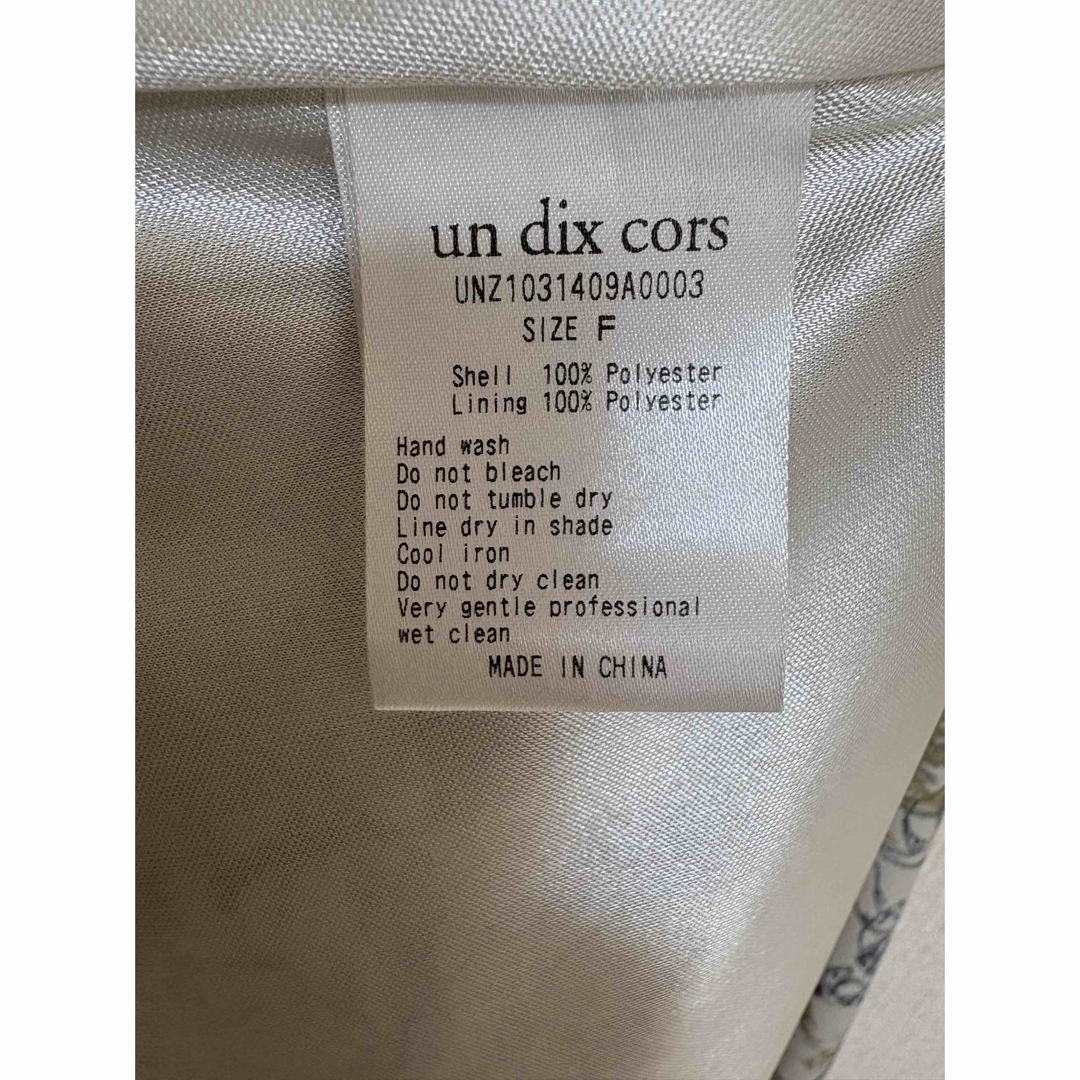 un dix cors
UNZ1031409A0003
SIZE F
Shell 100% Polyester
Lining 100% Polyester
Hand wash
Do not bleach
Do not tumble dry
Line dry in shade
Cool iron
Do not dry clean
Very gentle professional
wet clean
MADE IN CHINA